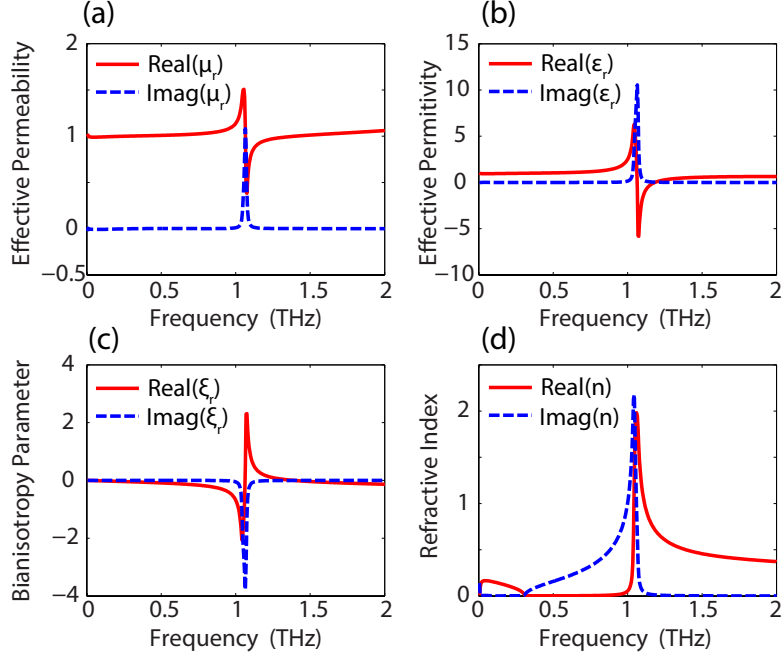 (a)
2
1
0
−0.5
Effective Permeability
Real(μr)
Imag(μr)
0 0.5 1 1.5 2
Frequency (THz)
(b)
15
10
5
0
−5
−10
Effective Permitivity
Real(εr)
Imag(εr)
0 0.5 1 1.5 2
Frequency (THz)
(c)
4
2
0
−2
−4
Bianisotropy Parameter
Real(ξr)
Imag(ξr)
0 0.5 1 1.5 2
Frequency (THz)
(d)
2
1
0
Refractive Index
Real(n)
Imag(n)
0 0.5 1 1.5 2
Frequency (THz)